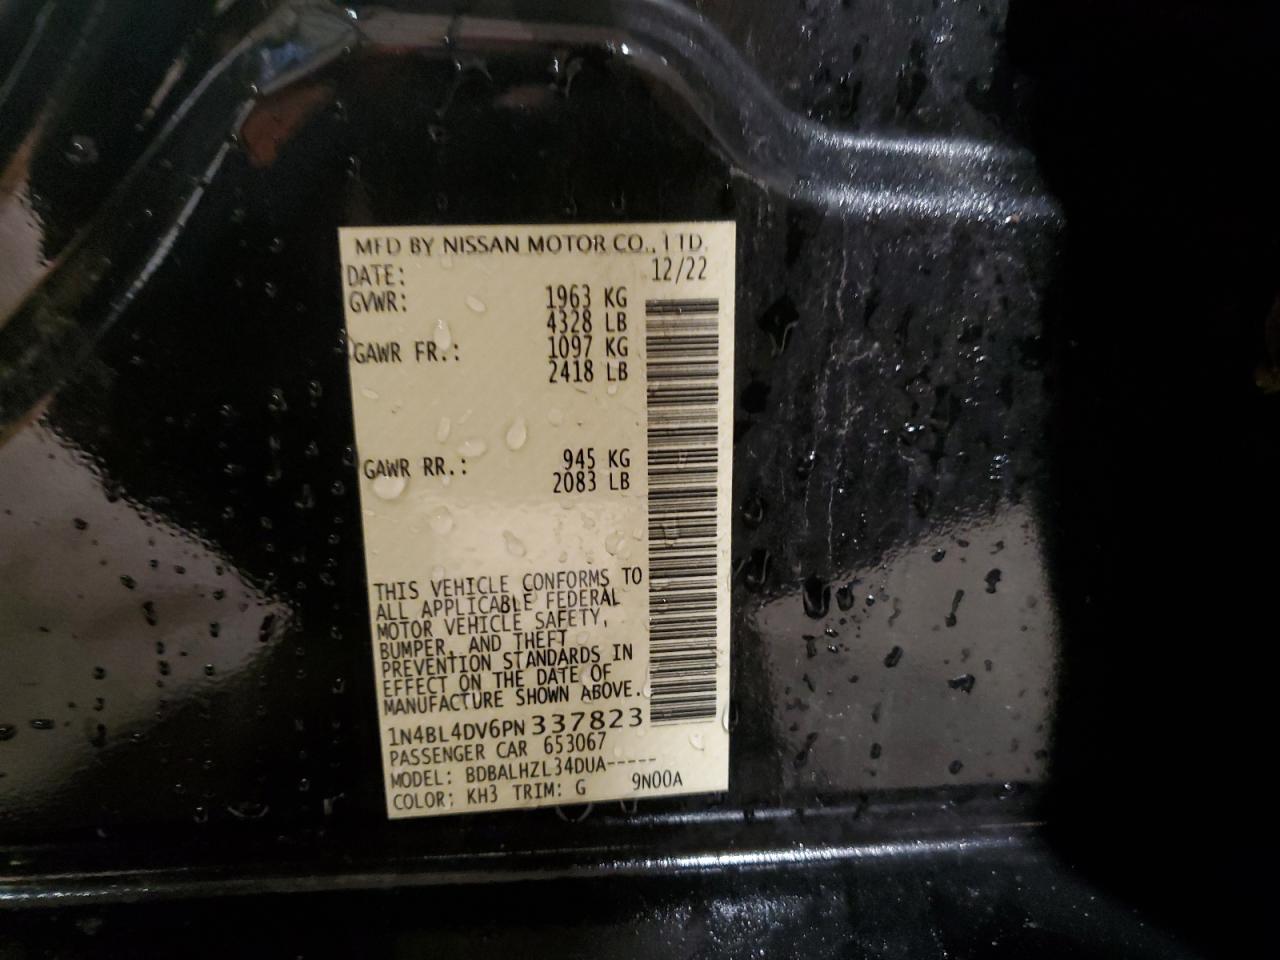 MFD BY NISSAN MOTOR CO., LTD.
DATE: 12/22
GVWR: 1963 KG
4328 LB
GAWR FR.: 1097 KG
2418 LB
GAWR RR.: 945 KG
2083 LB
THIS VEHICLE CONFORMS TO
ALL APPLICABLE FEDERAL
MOTOR VEHICLE SAFETY,
BUMPER, AND THEFT
PREVENTION STANDARDS IN
EFFECT ON THE DATE OF
MANUFACTURE SHOWN ABOVE.
1N4BL4DV6PN337823
PASSENGER CAR 653067
MODEL: BDBALHZL34DUA-----
COLOR: KH3 TRIM: G 9N00A